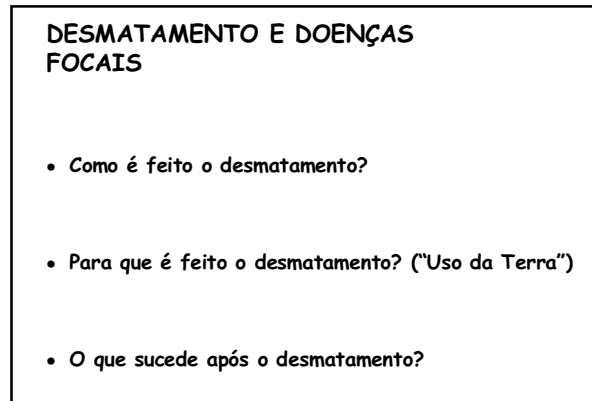 DESMATAMENTO E DOENÇAS
FOCAIS
• Como é feito o desmatamento?
• Para que é feito o desmatamento? (“Uso da Terra”)
• O que sucede após o desmatamento?